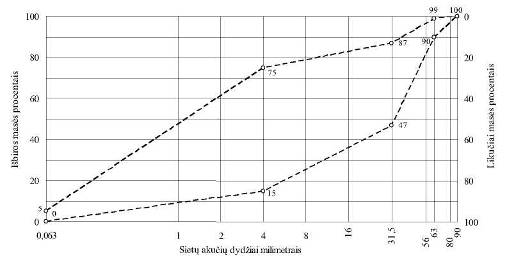 99 100 0
100
87
80 20
75 90
60 40
Išbiros masės procentais
Likučiai masės procentais
47
40 60
20 80
15
5 0
0 100
0,063 1 2 4 8 16 31,5 56 63 80 90
Sietų akučių dydžiai milimetrais